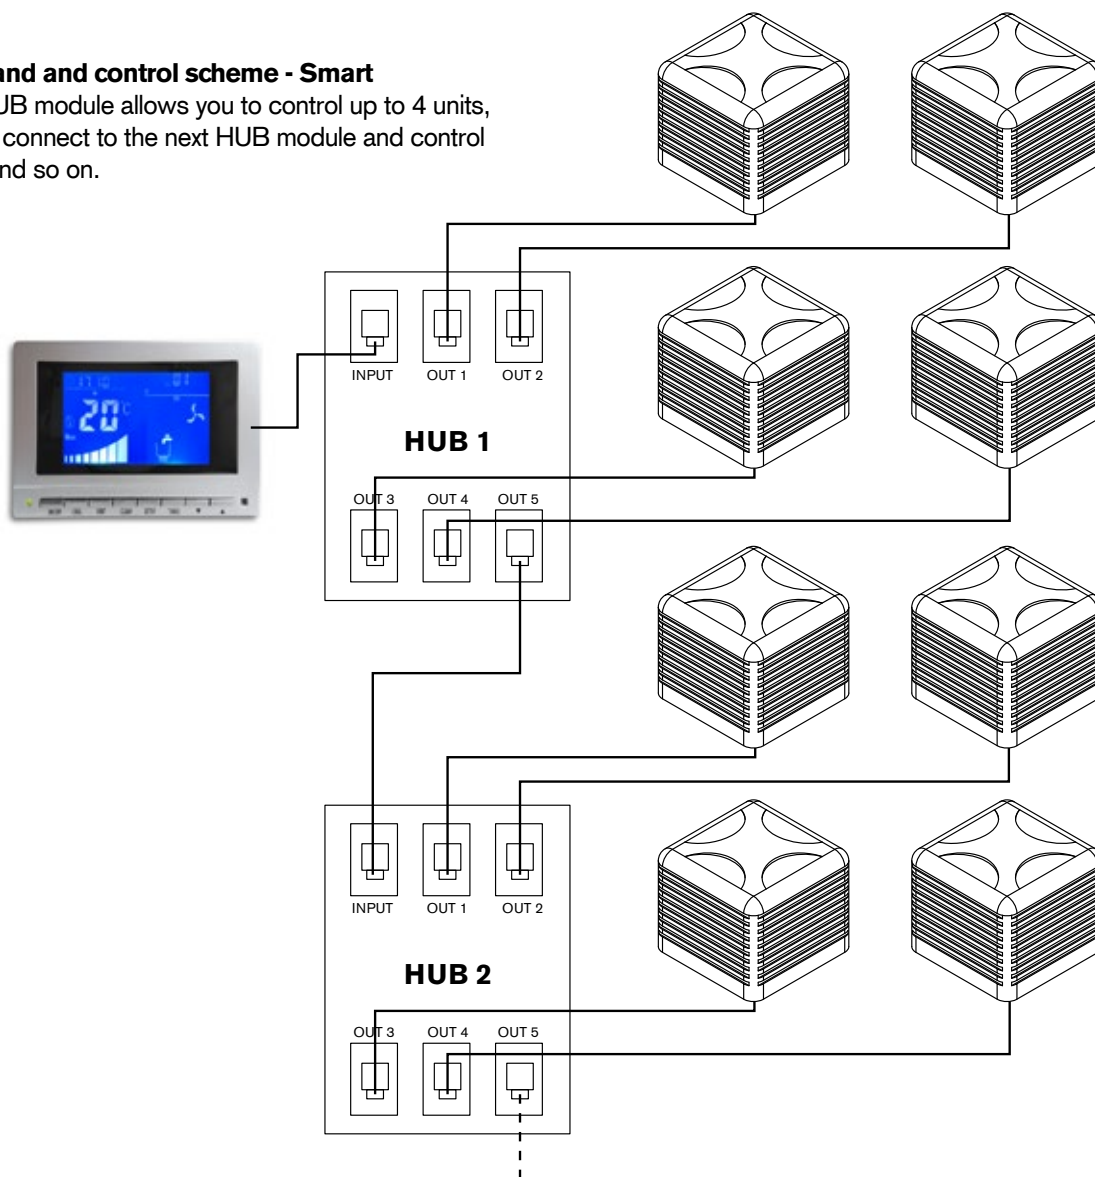 and and control scheme - Smart
UB module allows you to control up to 4 units,
connect to the next HUB module and control
nd so on.
INPUT OUT 1 OUT 2
HUB 1
OUT 3 OUT 4 OUT 5
20
INPUT OUT 1 OUT 2
HUB 2
OUT 3 OUT 4 OUT 5